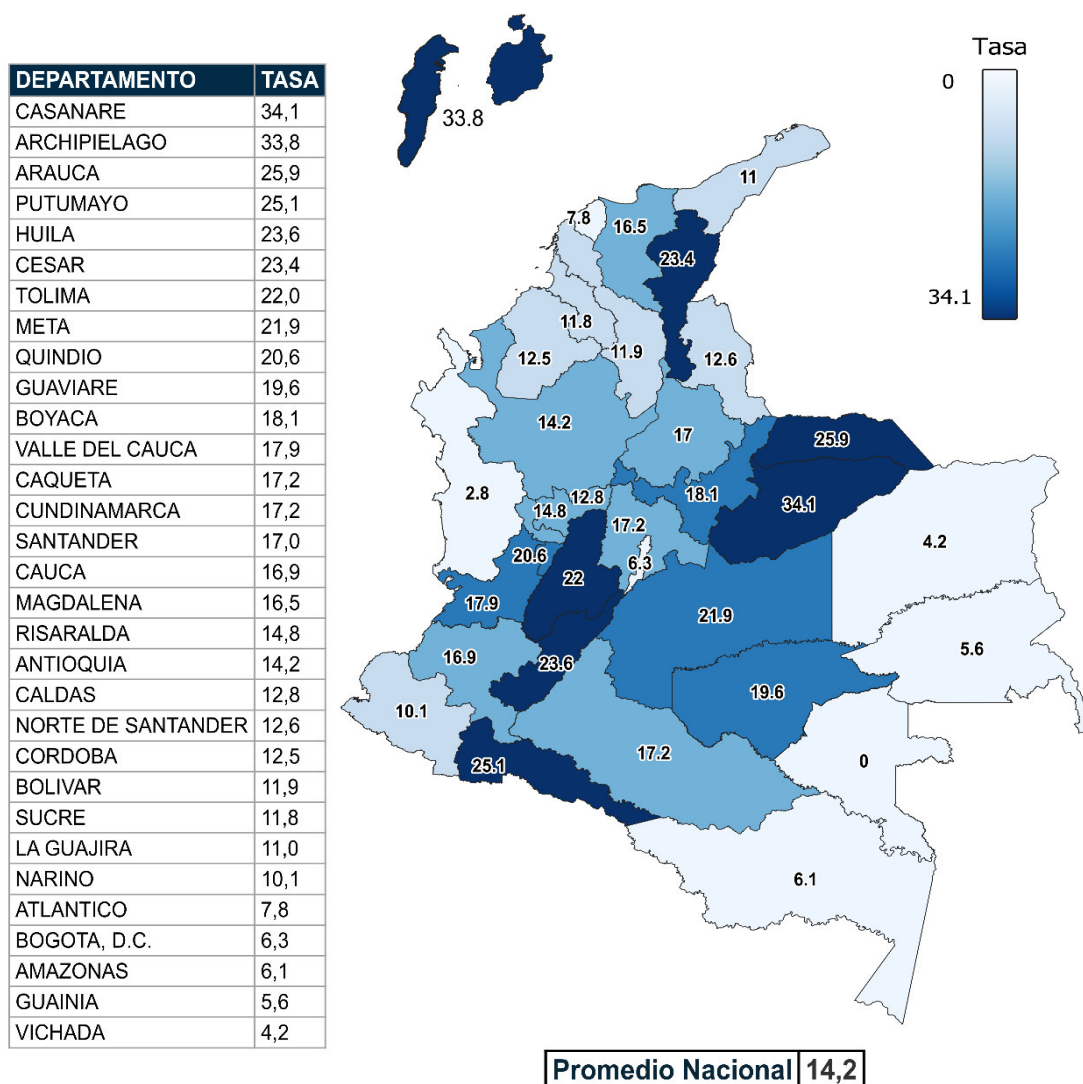 DEPARTAMENTO TASA
CASANARE 34,1
ARCHIPIELAGO 33,8
ARAUCA 25,9
PUTUMAYO 25,1
HUILA 23,6
CESAR 23,4
TOLIMA 22,0
META 21,9
QUINDIO 20,6
GUAVIARE 19,6
BOYACA 18,1
VALLE DEL CAUCA 17,9
CAQUETA 17,2
CUNDINAMARCA 17,2
SANTANDER 17,0
CAUCA 16,9
MAGDALENA 16,5
RISARALDA 14,8
ANTIOQUIA 14,2
CALDAS 12,8
NORTE DE SANTANDER 12,6
CORDOBA 12,5
BOLIVAR 11,9
SUCRE 11,8
LA GUAJIRA 11,0
NARINO 10,1
ATLANTICO 7,8
BOGOTA, D.C. 6,3
AMAZONAS 6,1
GUAINIA 5,6
VICHADA 4,2
33.8
11
7.8
16.5
23.4
11.8
12.5
11.9
12.6
14.2
17
25.9
2.8
18.1
34.1
12.8
14.8
17.2
4.2
20.6
6.3
22
17.9
21.9
5.6
16.9
23.6
19.6
10.1
17.2
25.1
0
6.1
Tasa
0
34.1
Promedio Nacional 14,2